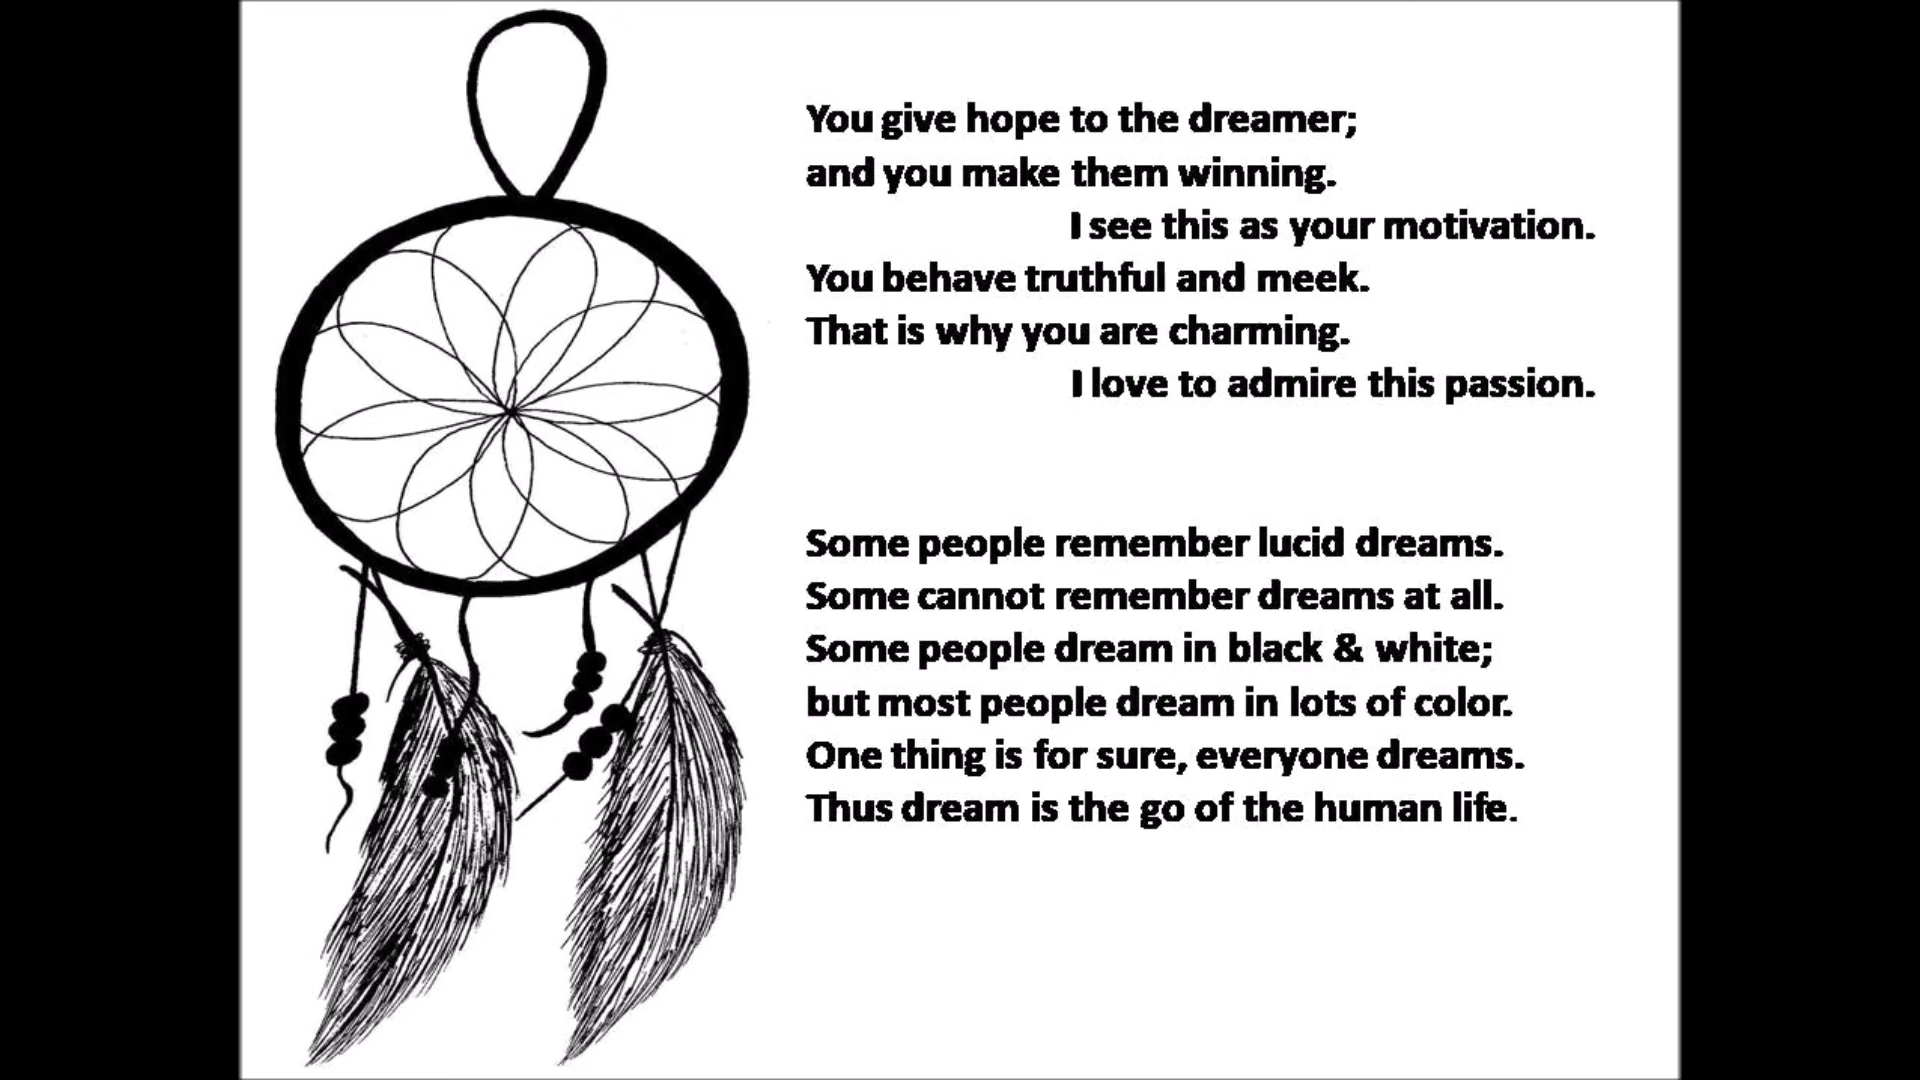 You give hope to the dreamer;
and you make them winning.
I see this as your motivation.
You behave truthful and meek.
That is why you are charming.
I love to admire this passion.
Some people remember lucid dreams.
Some cannot remember dreams at all.
Some people dream in black & white;
but most people dream in lots of color.
One thing is for sure, everyone dreams.
Thus dream is the go of the human life.